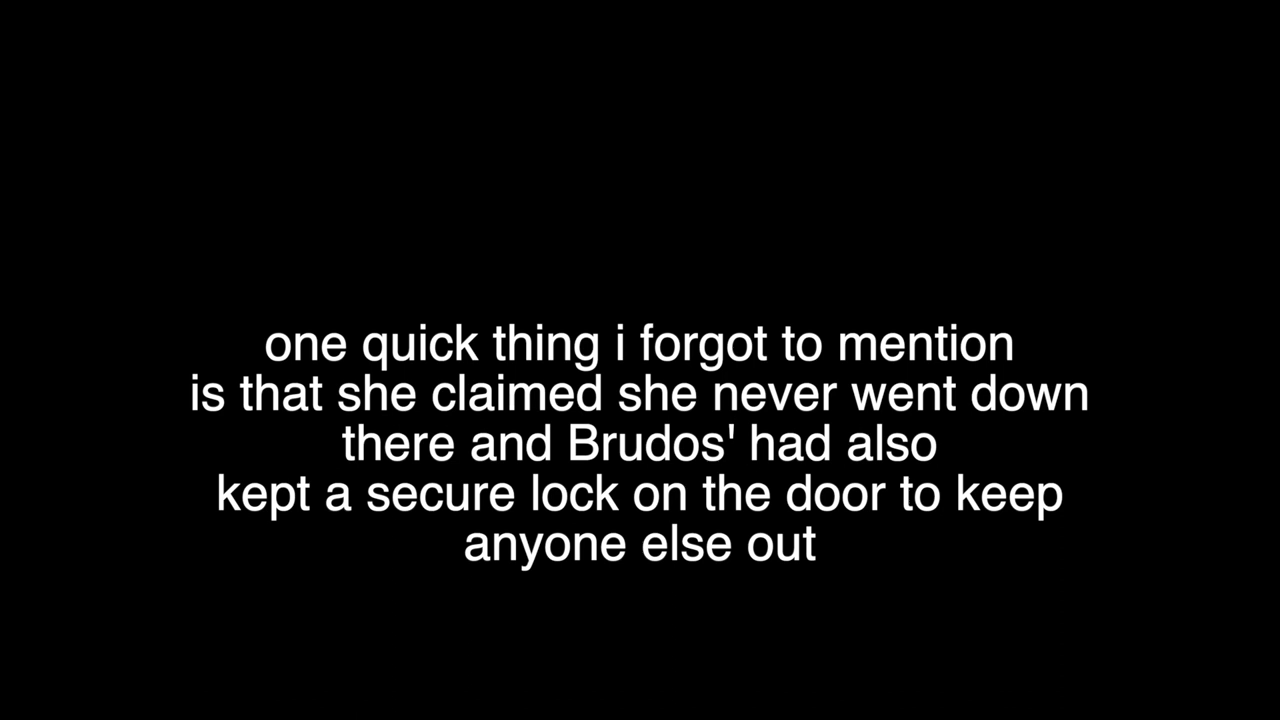 one quick thing i forgot to mention
is that she claimed she never went down
there and Brudos' had also
kept a secure lock on the door to keep
anyone else out